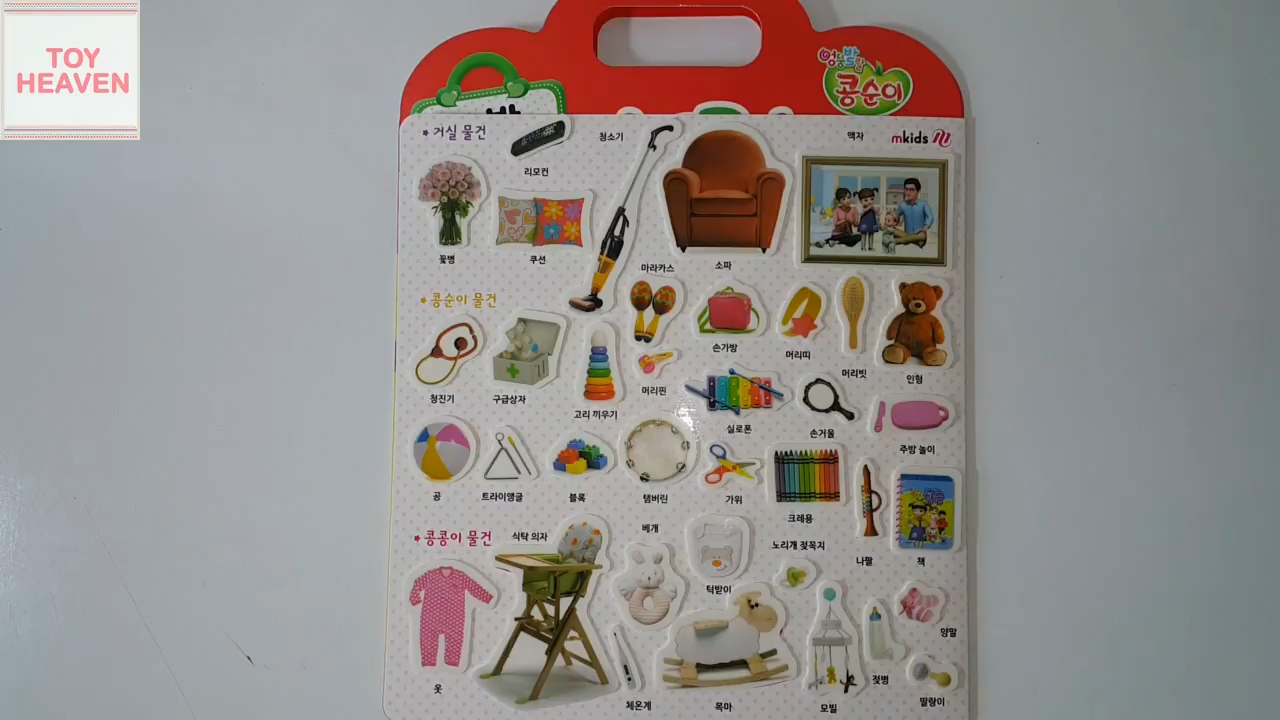 TOY
HEAVEN
엉뚱발랄
콩순이
거실 물건
mkids
리모컨
청소기
액자
꽃병
쿠션
소파
콩순이 물건
마라카스
손가방
머리띠
머리빗
인형
청진기
구급상자
고리 끼우기
머리핀
실로폰
손거울
주방 놀이
공
트라이앵글
블록
탬버린
가위
크레용
나팔
책
콩콩이 물건
식탁 의자
베개
턱받이
노리개 젖꼭지
양말
옷
체온계
목마
모빌
젖병
딸랑이